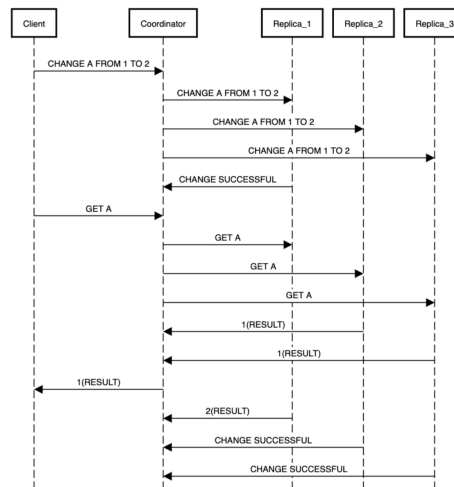 Client
Coordinator
Replica_1
Replica_2
Replica_3
CHANGE A FROM 1 TO 2
CHANGE A FROM 1 TO 2
CHANGE A FROM 1 TO 2
CHANGE A FROM 1 TO 2
CHANGE SUCCESSFUL
GET A
GET A
GET A
GET A
1(RESULT)
1(RESULT)
1(RESULT)
2(RESULT)
CHANGE SUCCESSFUL
CHANGE SUCCESSFUL